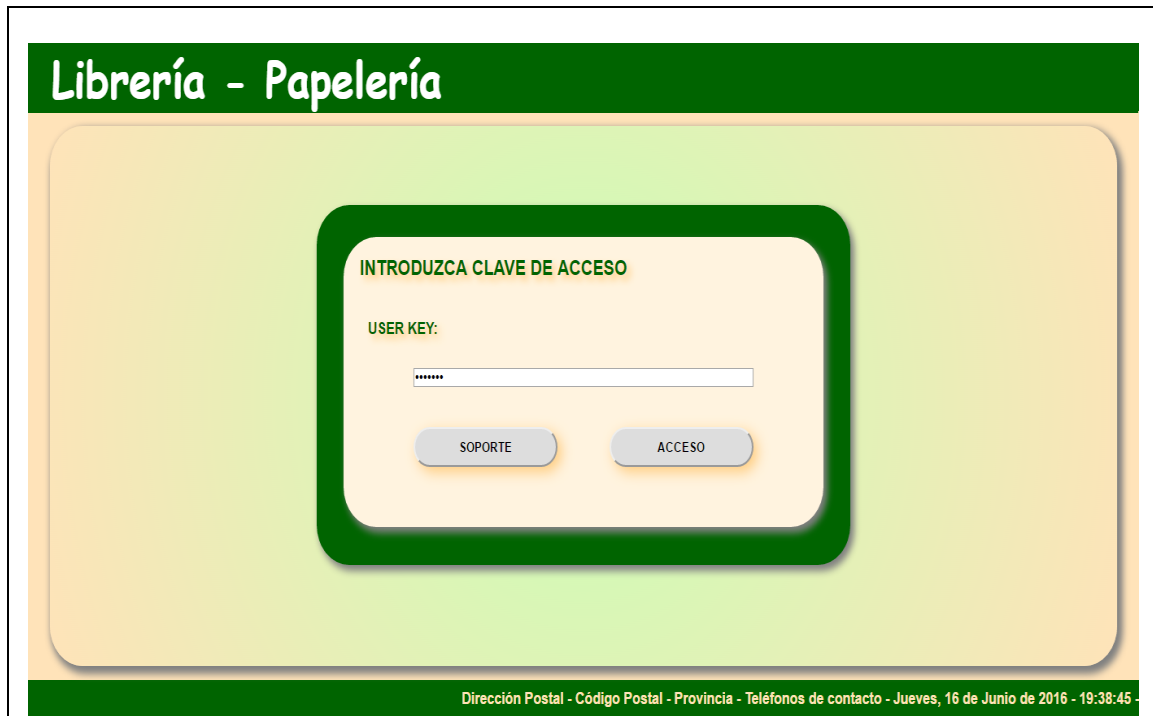 Librería - Papelería
INTRODUZCA CLAVE DE ACCESO
USER KEY:
•••••••
SOPORTE
ACCESO
Dirección Postal - Código Postal - Provincia - Teléfonos de contacto - Jueves, 16 de Junio de 2016 - 19:38:45 -